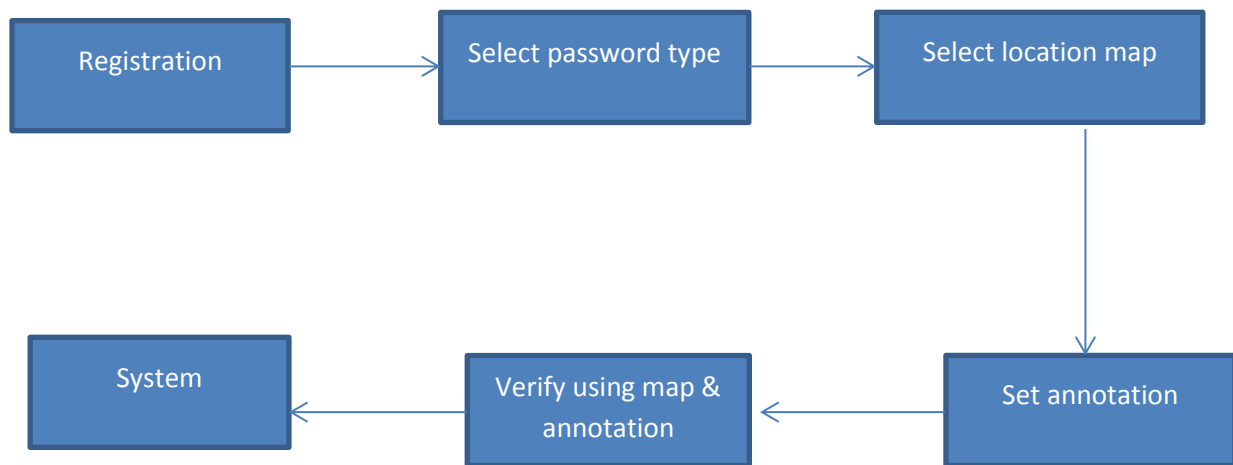 Registration
Select password type
Select location map
System
Verify using map &
annotation
Set annotation